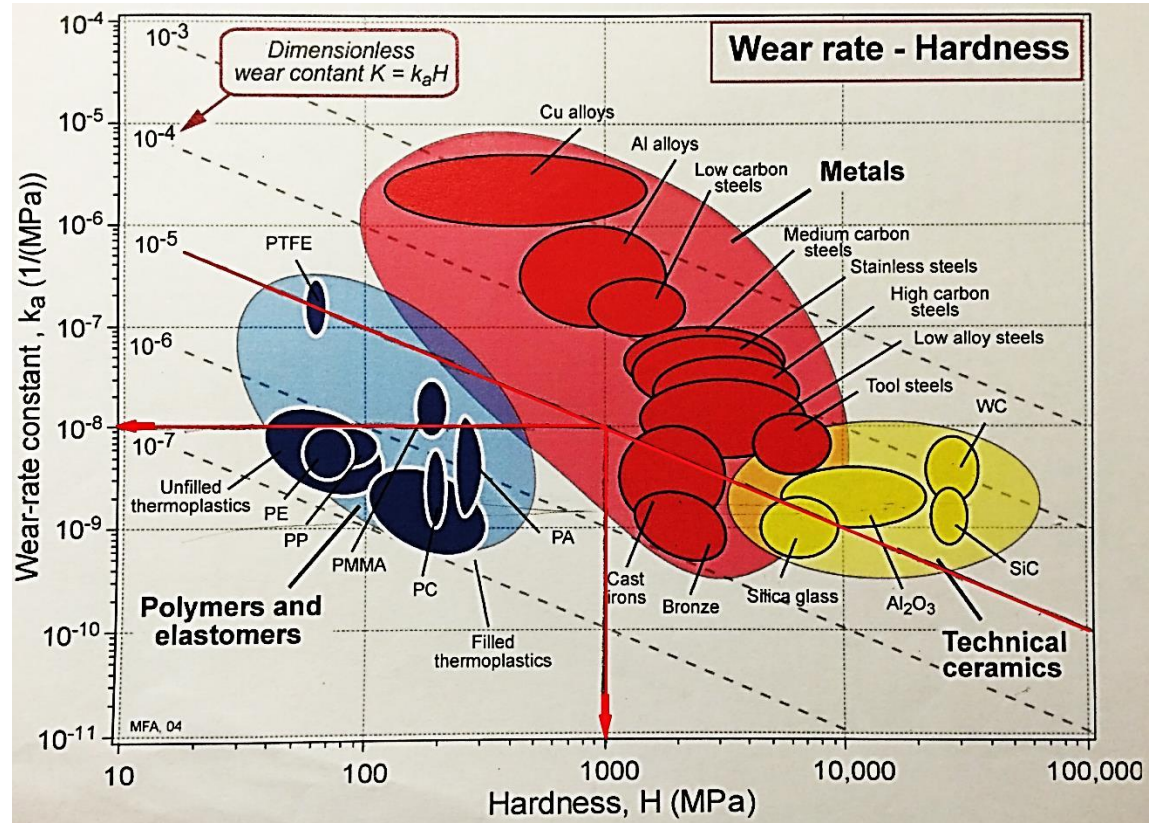 Wear rate - Hardness
Dimensionless
wear contant K = kₐH
10⁻³
10⁻⁴
10⁻⁵
10⁻⁶
10⁻⁷
Wear-rate constant, kₐ (1/(MPa))
10⁻⁴
10⁻⁵
10⁻⁶
10⁻⁷
10⁻⁸
10⁻⁹
10⁻¹⁰
10⁻¹¹
Cu alloys
Al alloys
Low carbon
steels
Metals
Medium carbon
steels
Stainless steels
High carbon
steels
Low alloy steels
Tool steels
WC
PTFE
Unfilled
thermoplastics
PE
PP
PMMA
PC
PA
Polymers and
elastomers
Filled
thermoplastics
Cast
irons
Bronze
Silica glass
Al₂O₃
SiC
Technical
ceramics
MFA, 04
10
100
1000
10,000
100,000
Hardness, H (MPa)